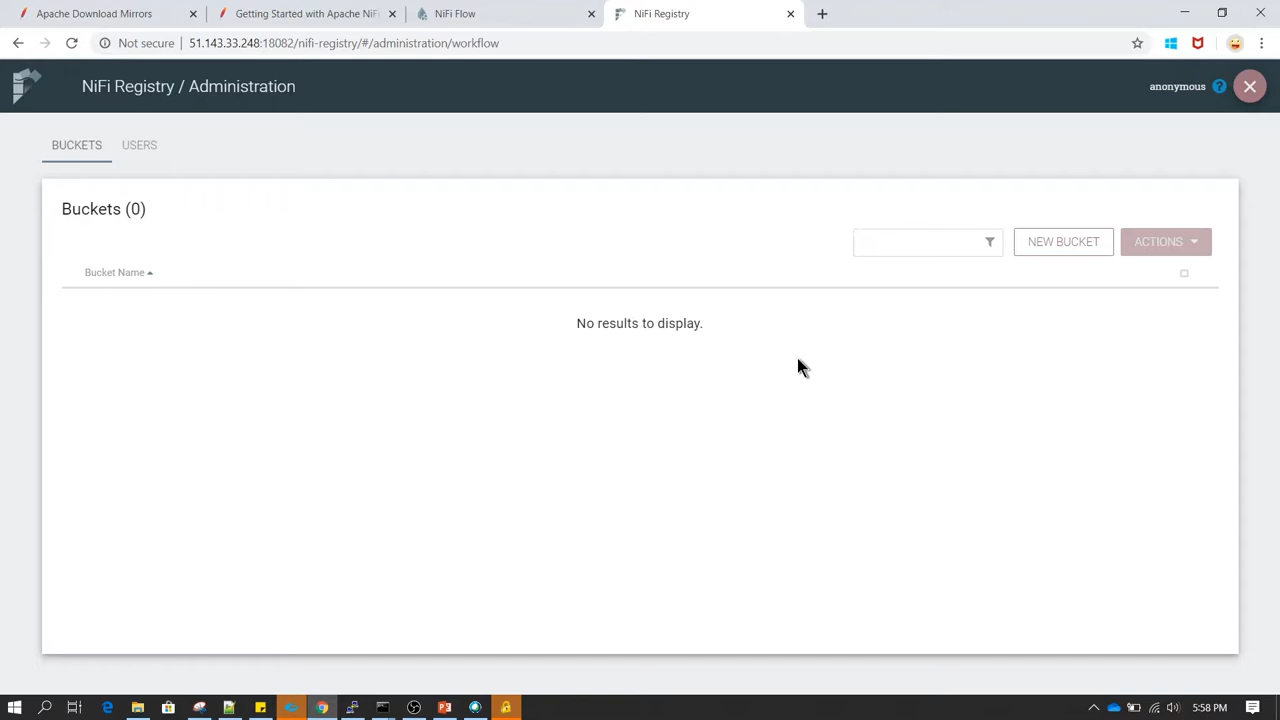 Apache Download Mirrors
Getting Started with Apache NiFi
NiFi Flow
NiFi Registry
Not secure
51.143.33.248:18082/nifi-registry/#/administration/workflow
NiFi Registry / Administration
anonymous
BUCKETS
USERS
Buckets (0)
NEW BUCKET
ACTIONS
Bucket Name
No results to display.
5:58 PM